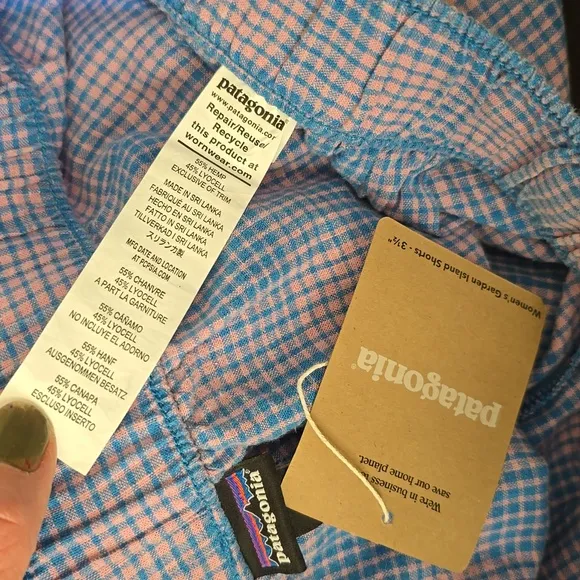 patagonia®
www.patagonia.com
Repair/Reuse/
Recycle
this product at
wornwear.com
55% HEMP
45% LYOCELL
EXCLUSIVE OF TRIM
MADE IN SRI LANKA
FABRIQUÉ AU SRI LANKA
HECHO EN SRI LANKA
FATTO IN SRI LANKA
TILLVERKAD I SRI LANKA
スリランカ製
MFG DATE AND LOCATION
AT PCPSIA.COM
55% CHANVRE
45% LYOCELL
A PART LA GARNITURE
55% CAÑAMO
45% LYOCELL
NO INCLUYE EL ADORNO
55% HANF
45% LYOCELL
AUSGENOMMEN BESATZ
55% CANAPA
45% LYOCELL
ESCLUSO INSERTO
patagonia
Women's Garden Island Shorts - 3½"
patagonia
We're in business to
save our home planet.